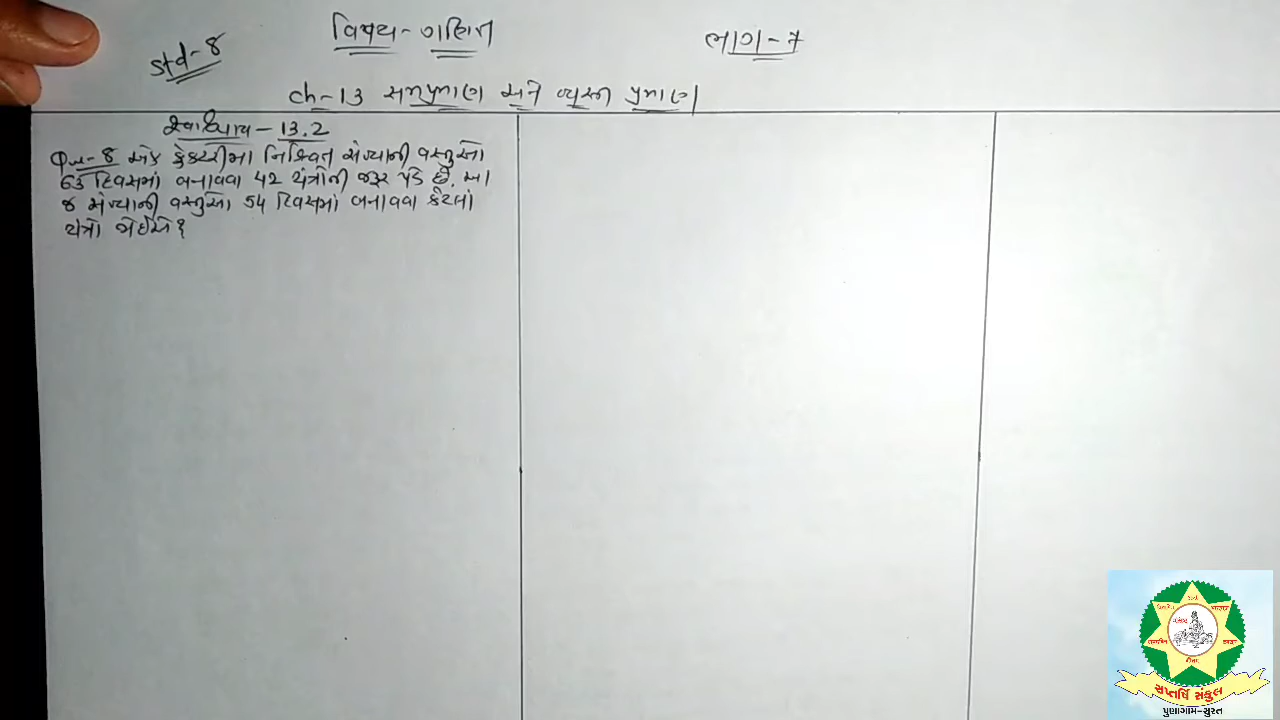 વિષય- ગણિત
ભાગ-7
std-8
ch-13 સમપ્રમાણ અને વ્યસ્ત પ્રમાણ
સ્વાધ્યાય-13.2
Que-8 એક ફેક્ટરીમાં નિશ્ચિત સંખ્યાની વસ્તુઓ
63 દિવસમાં બનાવવા 42 યંત્રોની જરૂર પડે છે. આ
જ સંખ્યાની વસ્તુઓ 54 દિવસમાં બનાવવા કેટલાં
યંત્રો જોઈએ?
સપ્તર્ષિ સંકુલ
પુણાગામ-સુરત